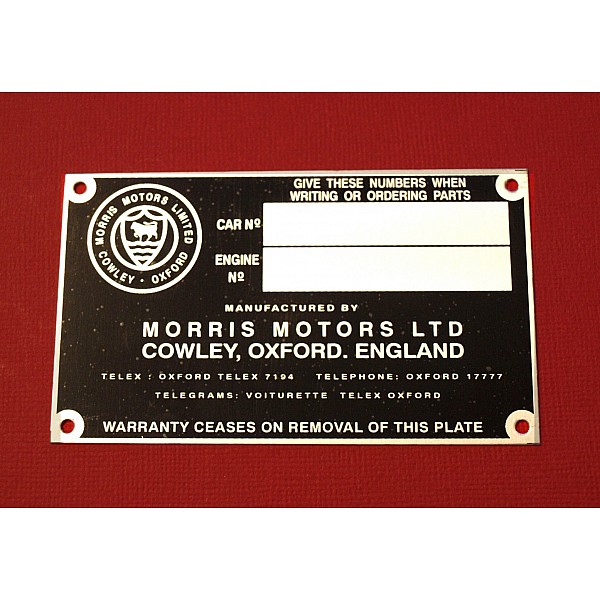 MORRIS MOTORS LIMITED
COWLEY · OXFORD
GIVE THESE NUMBERS WHEN
WRITING OR ORDERING PARTS
CAR Nº
ENGINE
Nº
MANUFACTURED BY
MORRIS MOTORS LTD
COWLEY, OXFORD. ENGLAND
TELEX : OXFORD TELEX 7194 TELEPHONE: OXFORD 17777
TELEGRAMS: VOITURETTE TELEX OXFORD
WARRANTY CEASES ON REMOVAL OF THIS PLATE